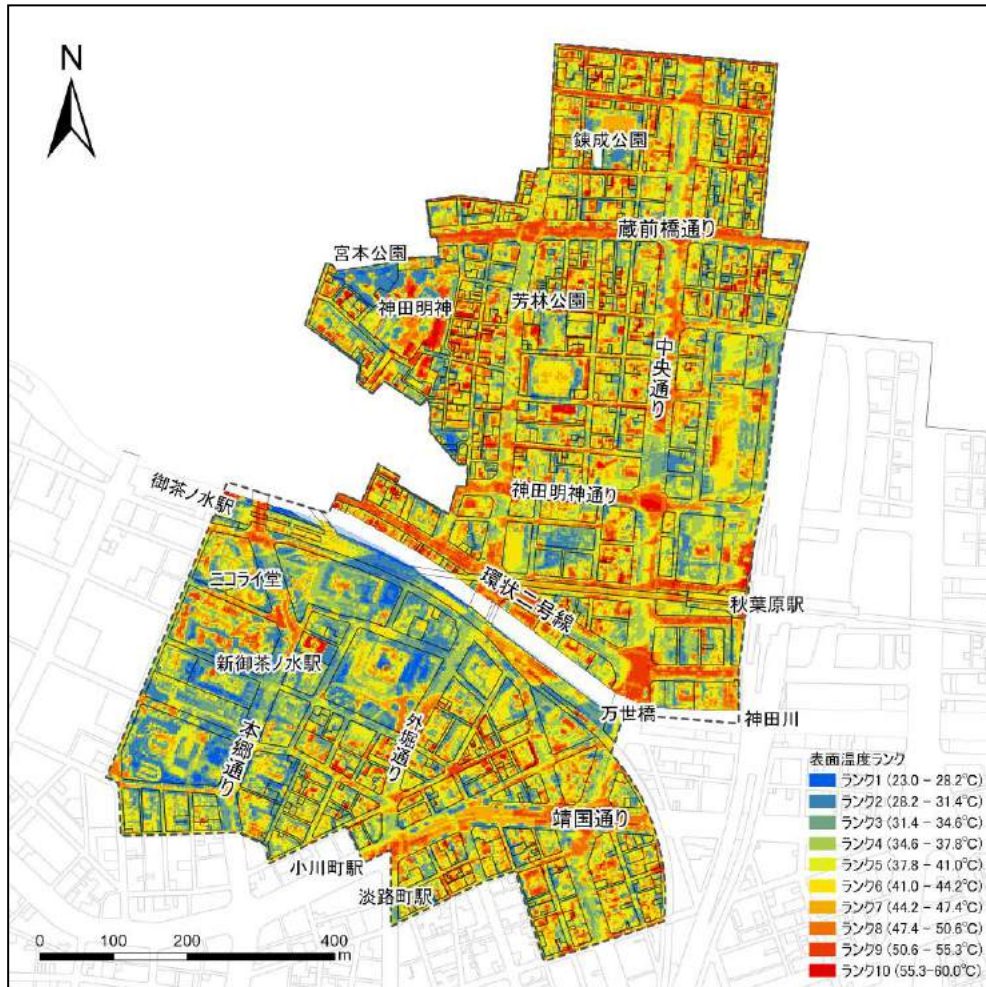 N
錬成公園
蔵前橋通り
宮本公園
神田明神
芳林公園
中央通り
御茶ノ水駅
神田明神通り
ニコライ堂
環状二号線
秋葉原駅
新御茶ノ水駅
本郷通り
外堀通り
万世橋
神田川
靖国通り
小川町駅
淡路町駅
表面温度ランク
ランク1 (23.0 - 28.2℃)
ランク2 (28.2 - 31.4℃)
ランク3 (31.4 - 34.6℃)
ランク4 (34.6 - 37.8℃)
ランク5 (37.8 - 41.0℃)
ランク6 (41.0 - 44.2℃)
ランク7 (44.2 - 47.4℃)
ランク8 (47.4 - 50.6℃)
ランク9 (50.6 - 55.3℃)
ランク10 (55.3-60.0℃)
0 100 200 400
m